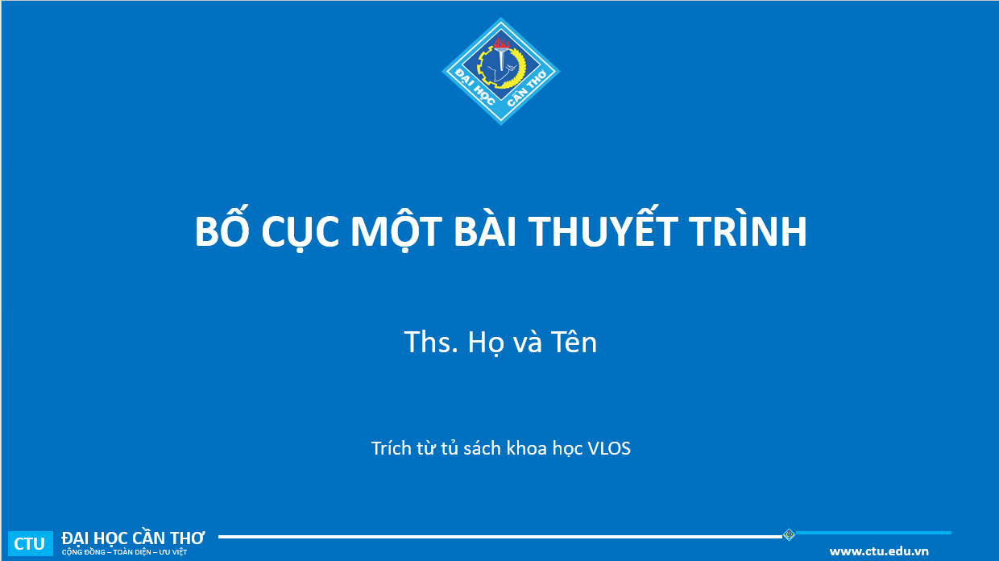 ĐẠI HỌC CẦN THƠ
BỐ CỤC MỘT BÀI THUYẾT TRÌNH
Ths. Họ và Tên
Trích từ tủ sách khoa học VLOS
CTU
ĐẠI HỌC CẦN THƠ
CỘNG ĐỒNG – TOÀN DIỆN – ƯU VIỆT
www.ctu.edu.vn